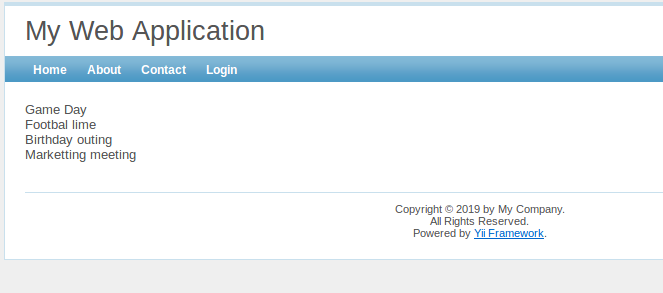 My Web Application
Home About Contact Login
Game Day
Footbal lime
Birthday outing
Marketting meeting
Copyright © 2019 by My Company.
All Rights Reserved.
Powered by Yii Framework.